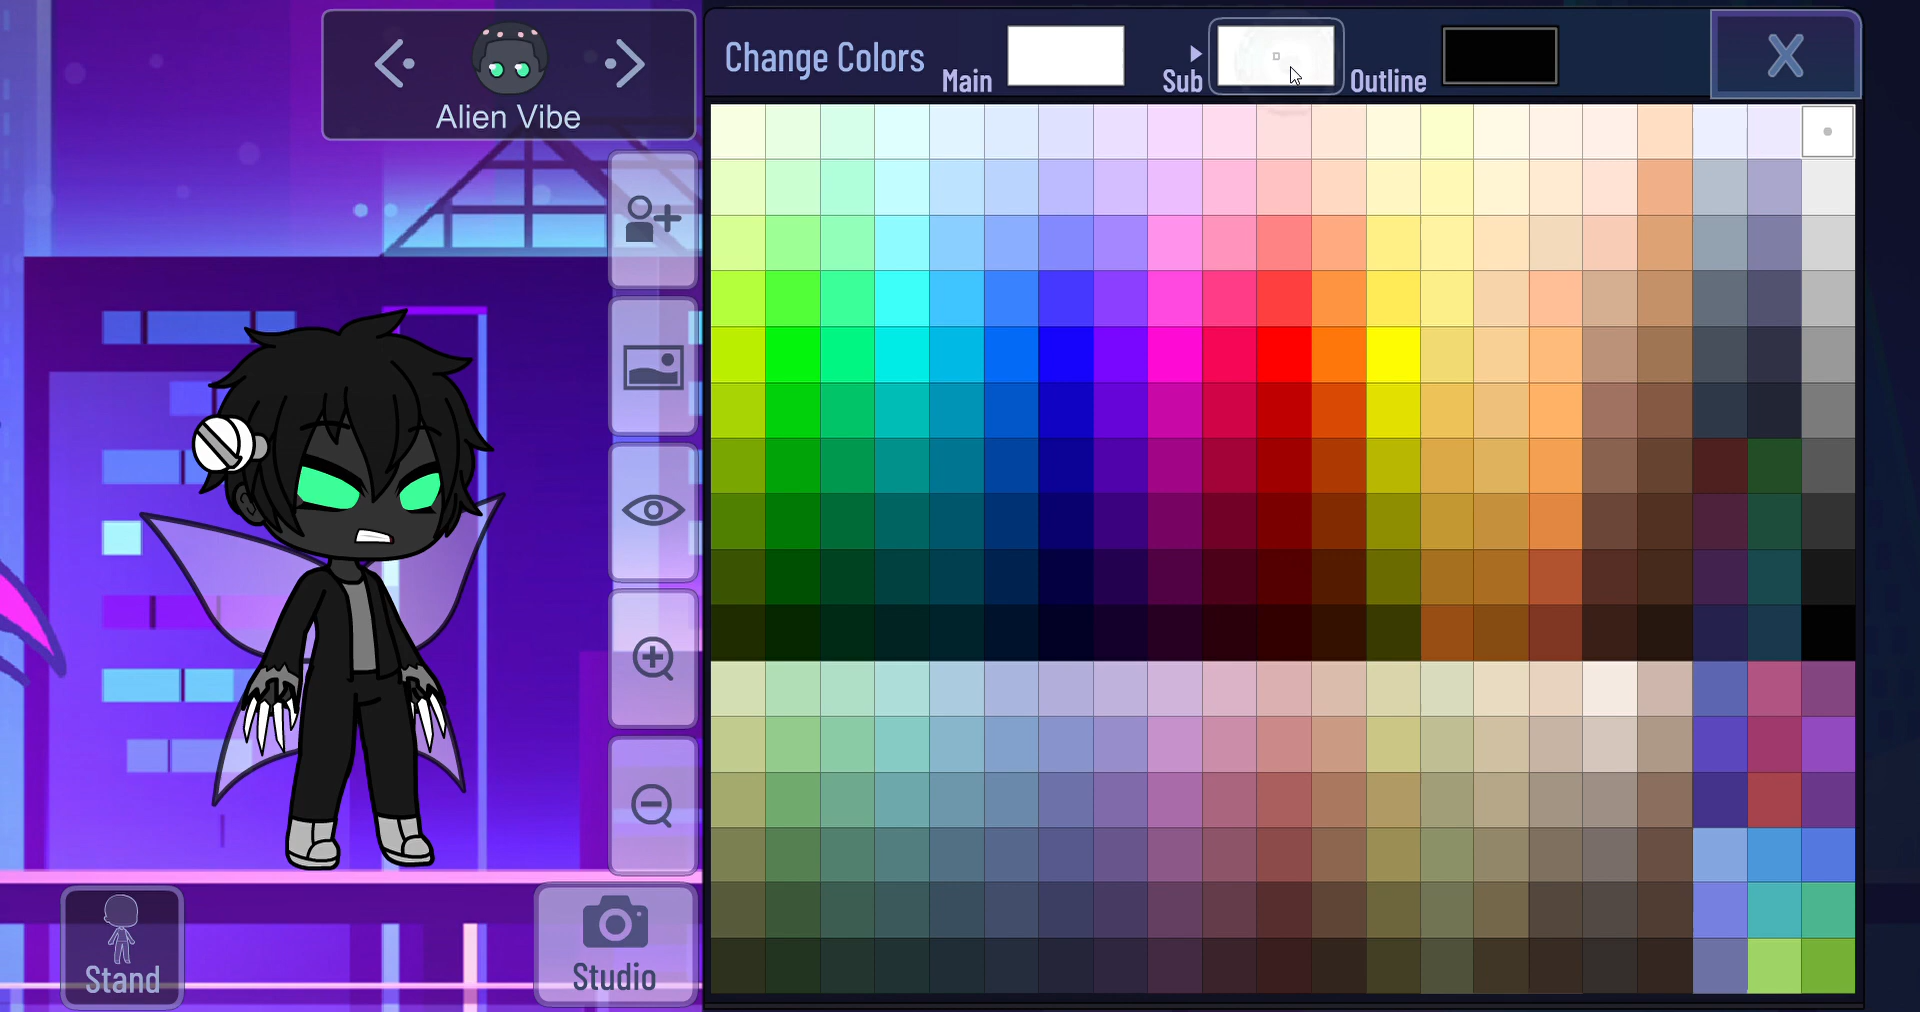 Alien Vibe
Change Colors
Main
Sub
Outline
X
Stand
Studio